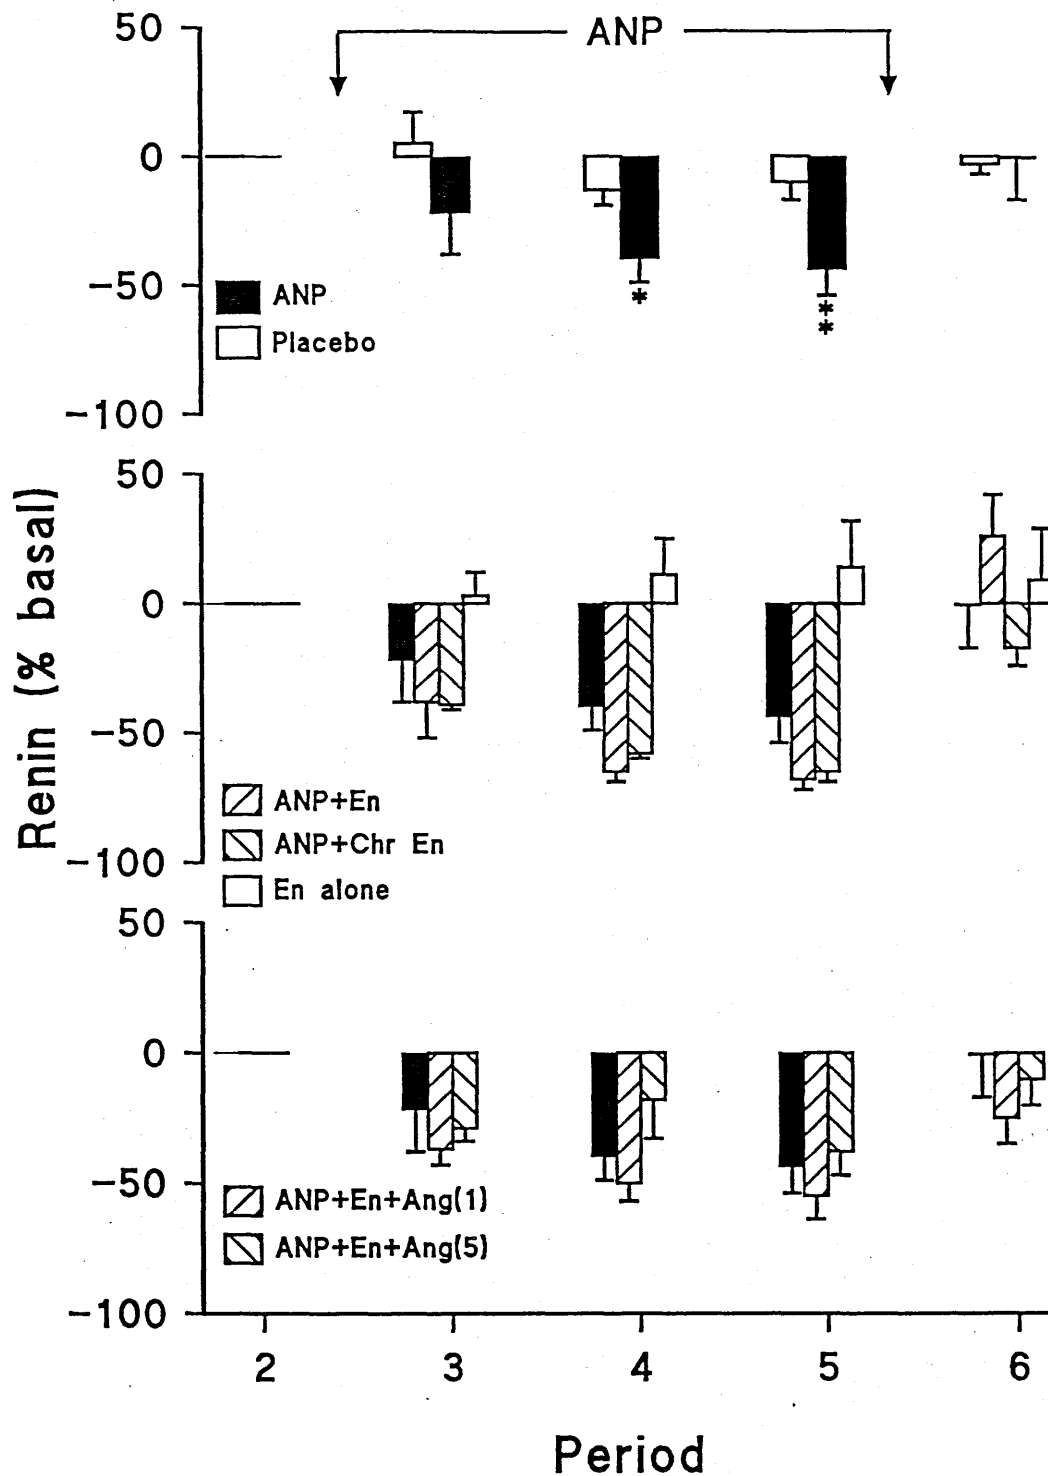 50
ANP
0
-50
ANP
*
*
*
Placebo
-100
Renin (% basal)
50
0
-50
ANP+En
ANP+Chr En
-100
En alone
50
0
-50
ANP+En+Ang(1)
ANP+En+Ang(5)
-100
2 3 4 5 6
Period